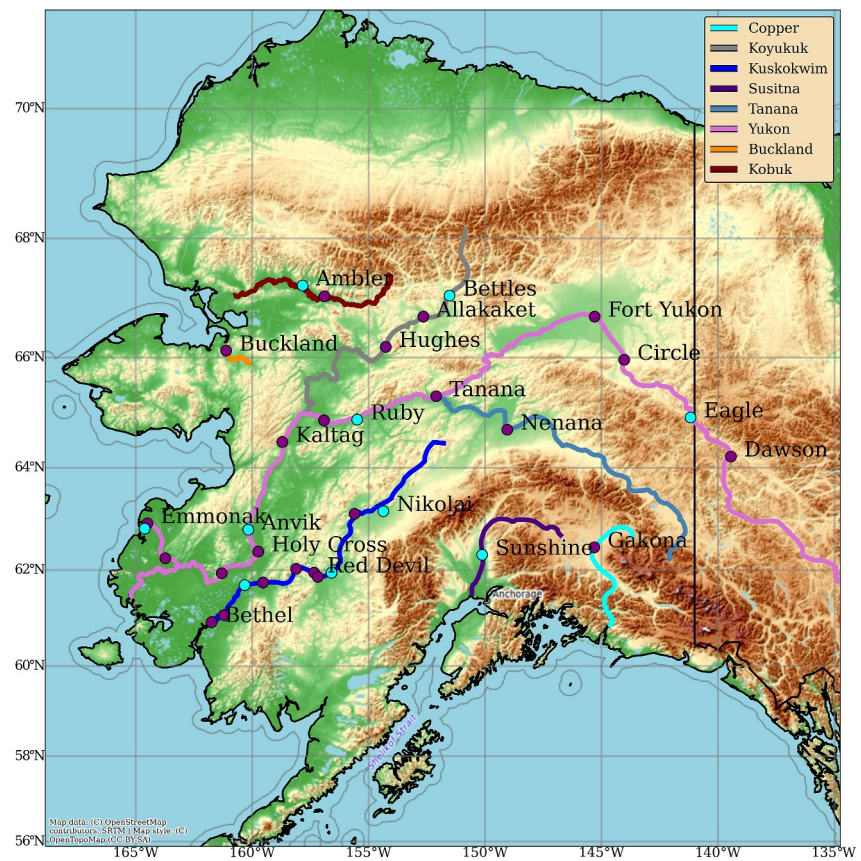 Copper
Koyukuk
Kuskokwim
Susitna
Tanana
Yukon
Buckland
Kobuk
70°N
68°N
66°N
64°N
62°N
60°N
58°N
56°N
Ambler
Bettles
Allakaket
Fort Yukon
Buckland
Hughes
Circle
Tanana
Ruby
Eagle
Kaltag
Nenana
Dawson
Nikolai
Emmonak
Anvik
Holy Cross
Sunshine
Gakona
Red Devil
Anchorage
Bethel
Shelikof Strait
Map data: (C) OpenStreetMap
contributors, SRTM | Map style: (C)
OpenTopoMap (CC-BY-SA)
165°W
160°W
155°W
150°W
145°W
140°W
135°W